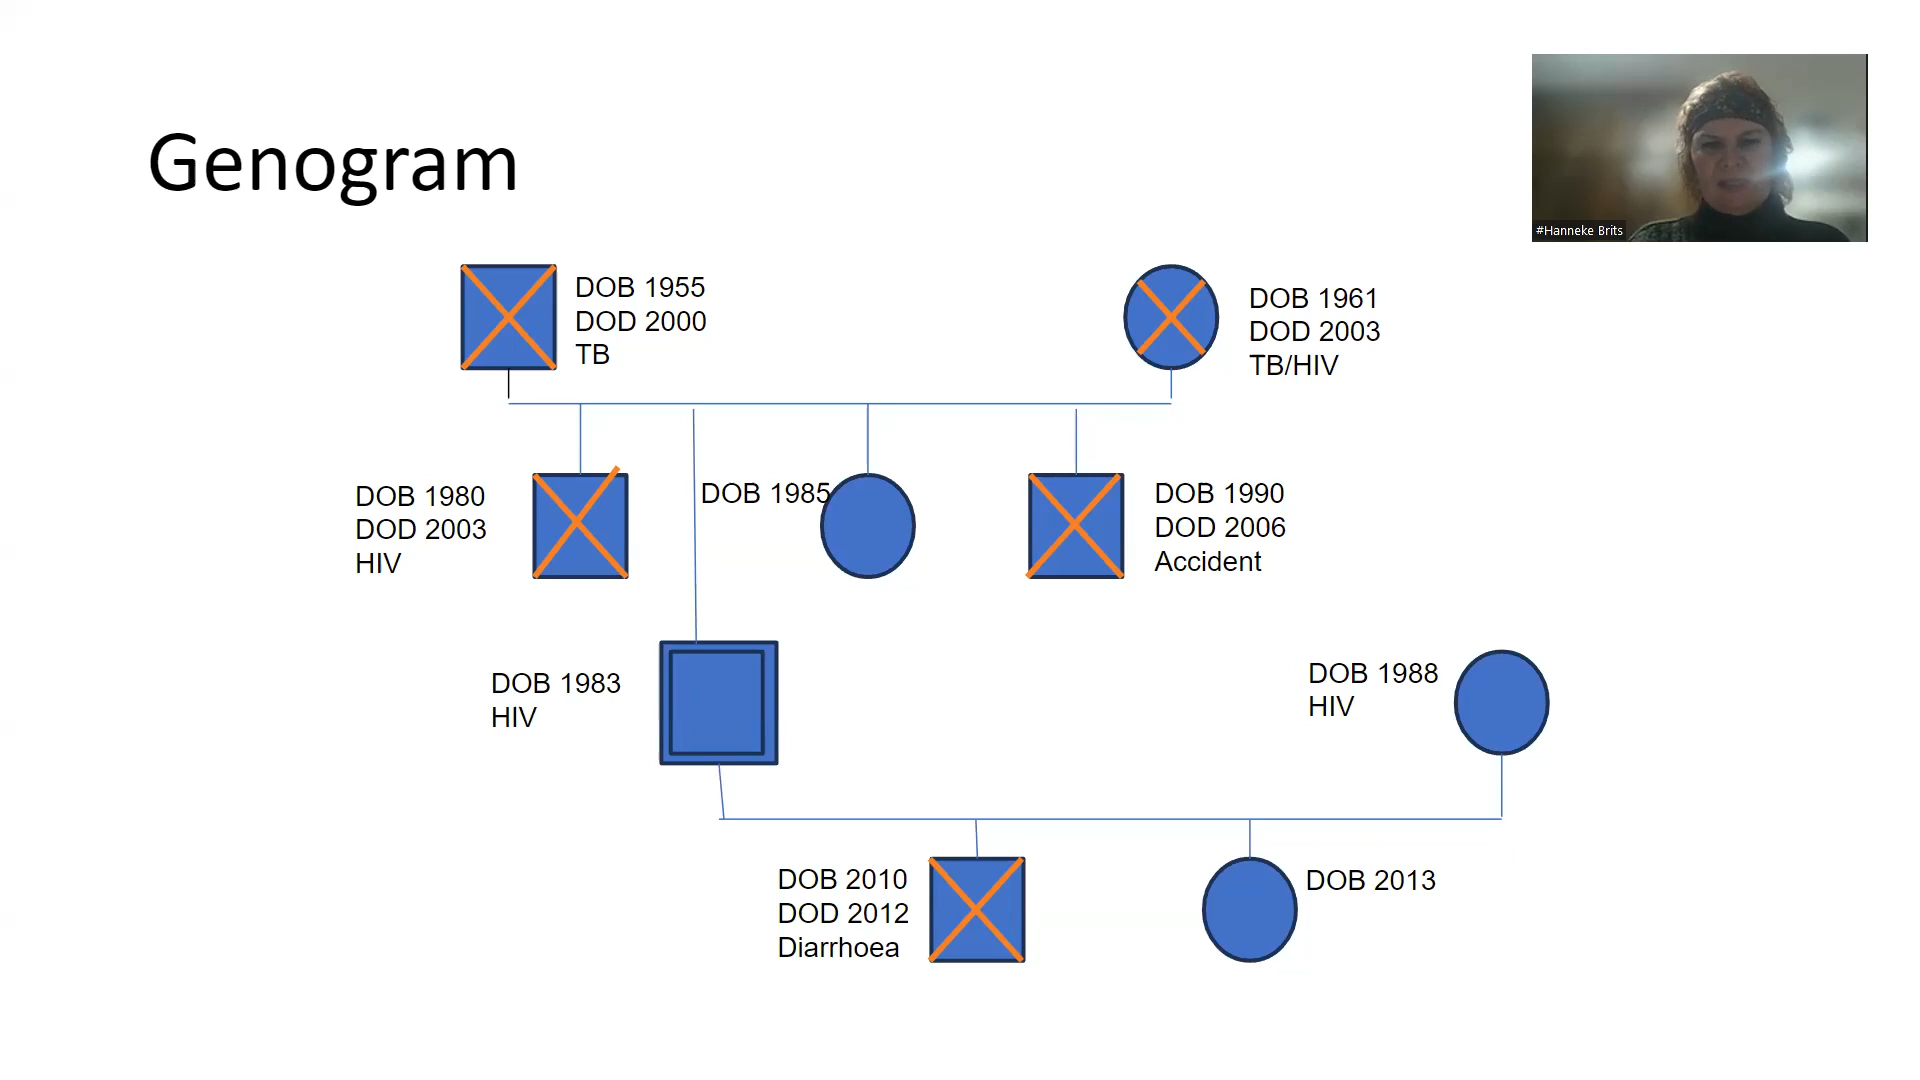 Genogram
#Hanneke Brits
DOB 1955
DOD 2000
TB
DOB 1961
DOD 2003
TB/HIV
DOB 1980
DOD 2003
HIV
DOB 1985
DOB 1990
DOD 2006
Accident
DOB 1983
HIV
DOB 1988
HIV
DOB 2010
DOD 2012
Diarrhoea
DOB 2013